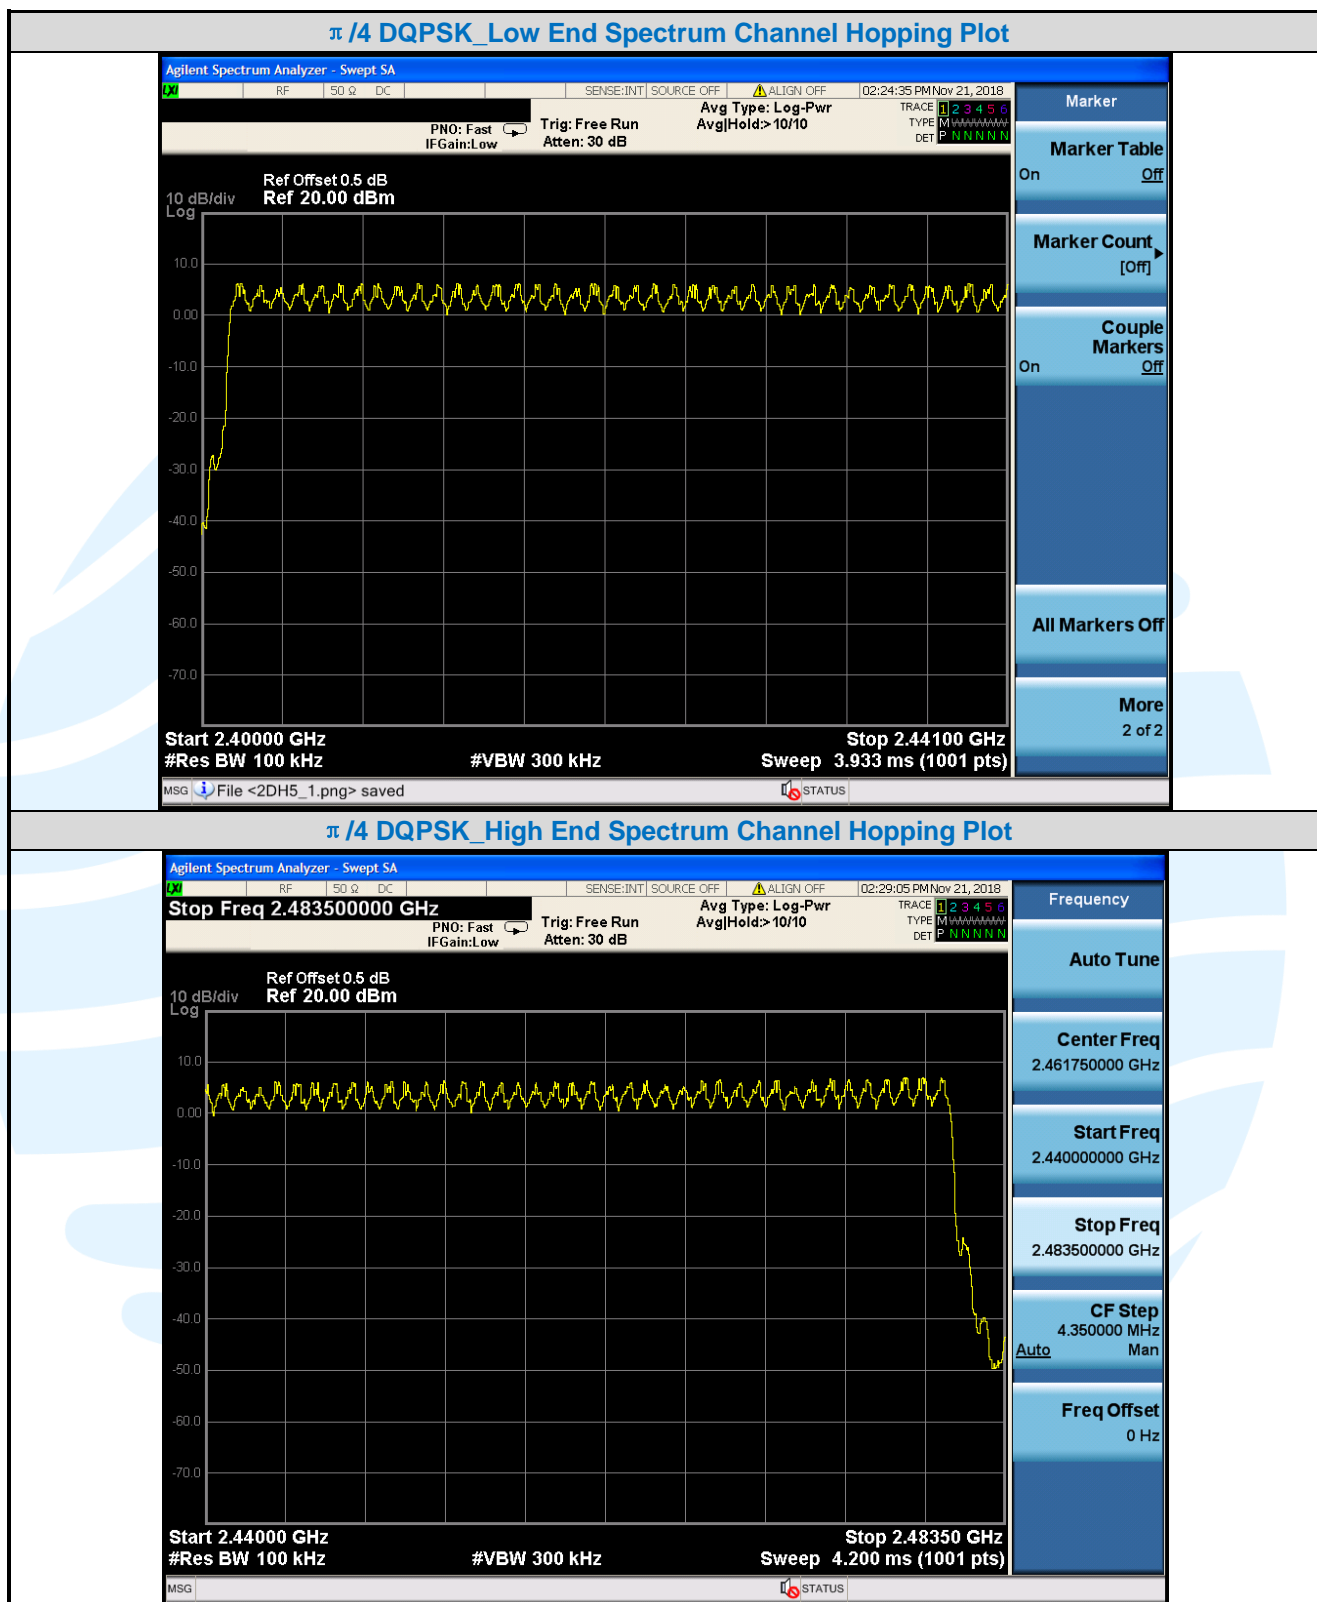 π/4 DQPSK_Low End Spectrum Channel Hopping Plot
Agilent Spectrum Analyzer - Swept SA
LXI RF 50 Ω DC SENSE:INT SOURCE OFF ALIGN OFF 02:24:35 PM Nov 21, 2018
Marker
Avg Type: Log-Pwr
TRACE 1 2 3 4 5 6
PNO: Fast
Trig: Free Run
Avg|Hold:>10/10
TYPE M WWWWW
IFGain:Low
Atten: 30 dB
DET P N N N N N
Marker Table
On Off
Ref Offset 0.5 dB
10 dB/div Ref 20.00 dBm
Log
Marker Count
[Off]
10.0
0.00
Couple
Markers
On Off
-10.0
-20.0
-30.0
-40.0
-50.0
-60.0
All Markers Off
-70.0
More
2 of 2
Start 2.40000 GHz Stop 2.44100 GHz
#Res BW 100 kHz #VBW 300 kHz Sweep 3.933 ms (1001 pts)
MSG File <2DH5_1.png> saved STATUS
π/4 DQPSK_High End Spectrum Channel Hopping Plot
Agilent Spectrum Analyzer - Swept SA
LXI RF 50 Ω DC SENSE:INT SOURCE OFF ALIGN OFF 02:29:05 PM Nov 21, 2018
Frequency
Stop Freq 2.483500000 GHz
Avg Type: Log-Pwr
TRACE 1 2 3 4 5 6
PNO: Fast
Trig: Free Run
Avg|Hold:>10/10
TYPE M WWWWW
IFGain:Low
Atten: 30 dB
DET P N N N N N
Auto Tune
Ref Offset 0.5 dB
10 dB/div Ref 20.00 dBm
Log
Center Freq
2.461750000 GHz
10.0
0.00
Start Freq
2.440000000 GHz
-10.0
-20.0
Stop Freq
2.483500000 GHz
-30.0
-40.0
CF Step
4.350000 MHz
Auto Man
-50.0
-60.0
Freq Offset
0 Hz
-70.0
Start 2.44000 GHz Stop 2.48350 GHz
#Res BW 100 kHz #VBW 300 kHz Sweep 4.200 ms (1001 pts)
MSG STATUS